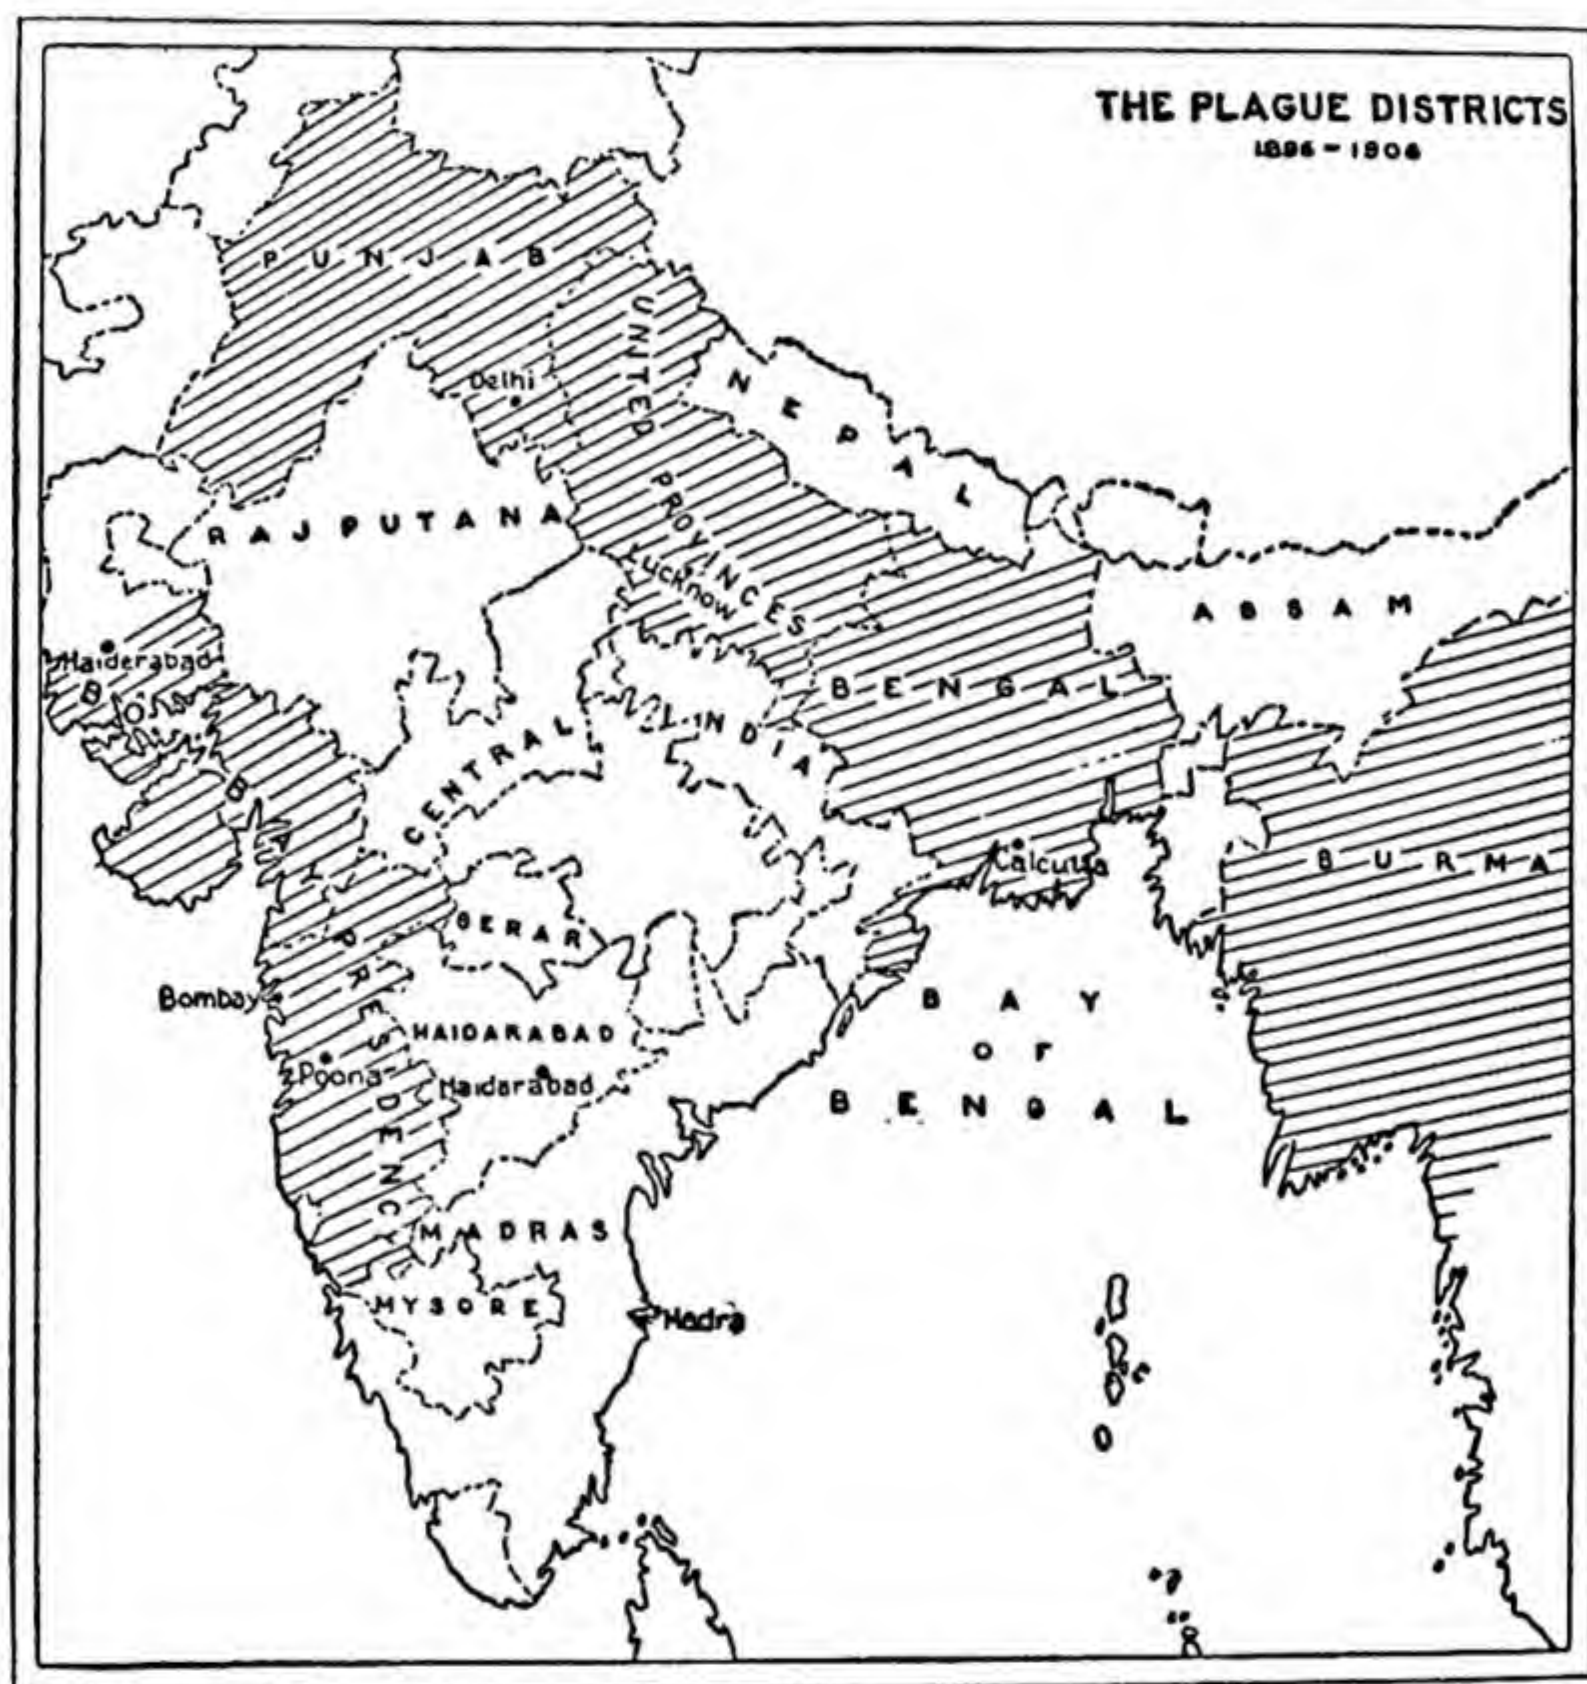 THE PLAGUE DISTRICTS
1896 - 1906
PUNJAB
UNITED PROVINCES
Delhi
NEPAL
RAJPUTANA
Lucknow
ASSAM
Haiderabad
BOMBAY PRESIDENCY
BENGAL
CENTRAL INDIA
Calcutta
BURMA
BERAR
Bombay
HAIDARABAD
Poona
Haidarabad
BAY
OF
BENGAL
MADRAS
MYSORE
Madra